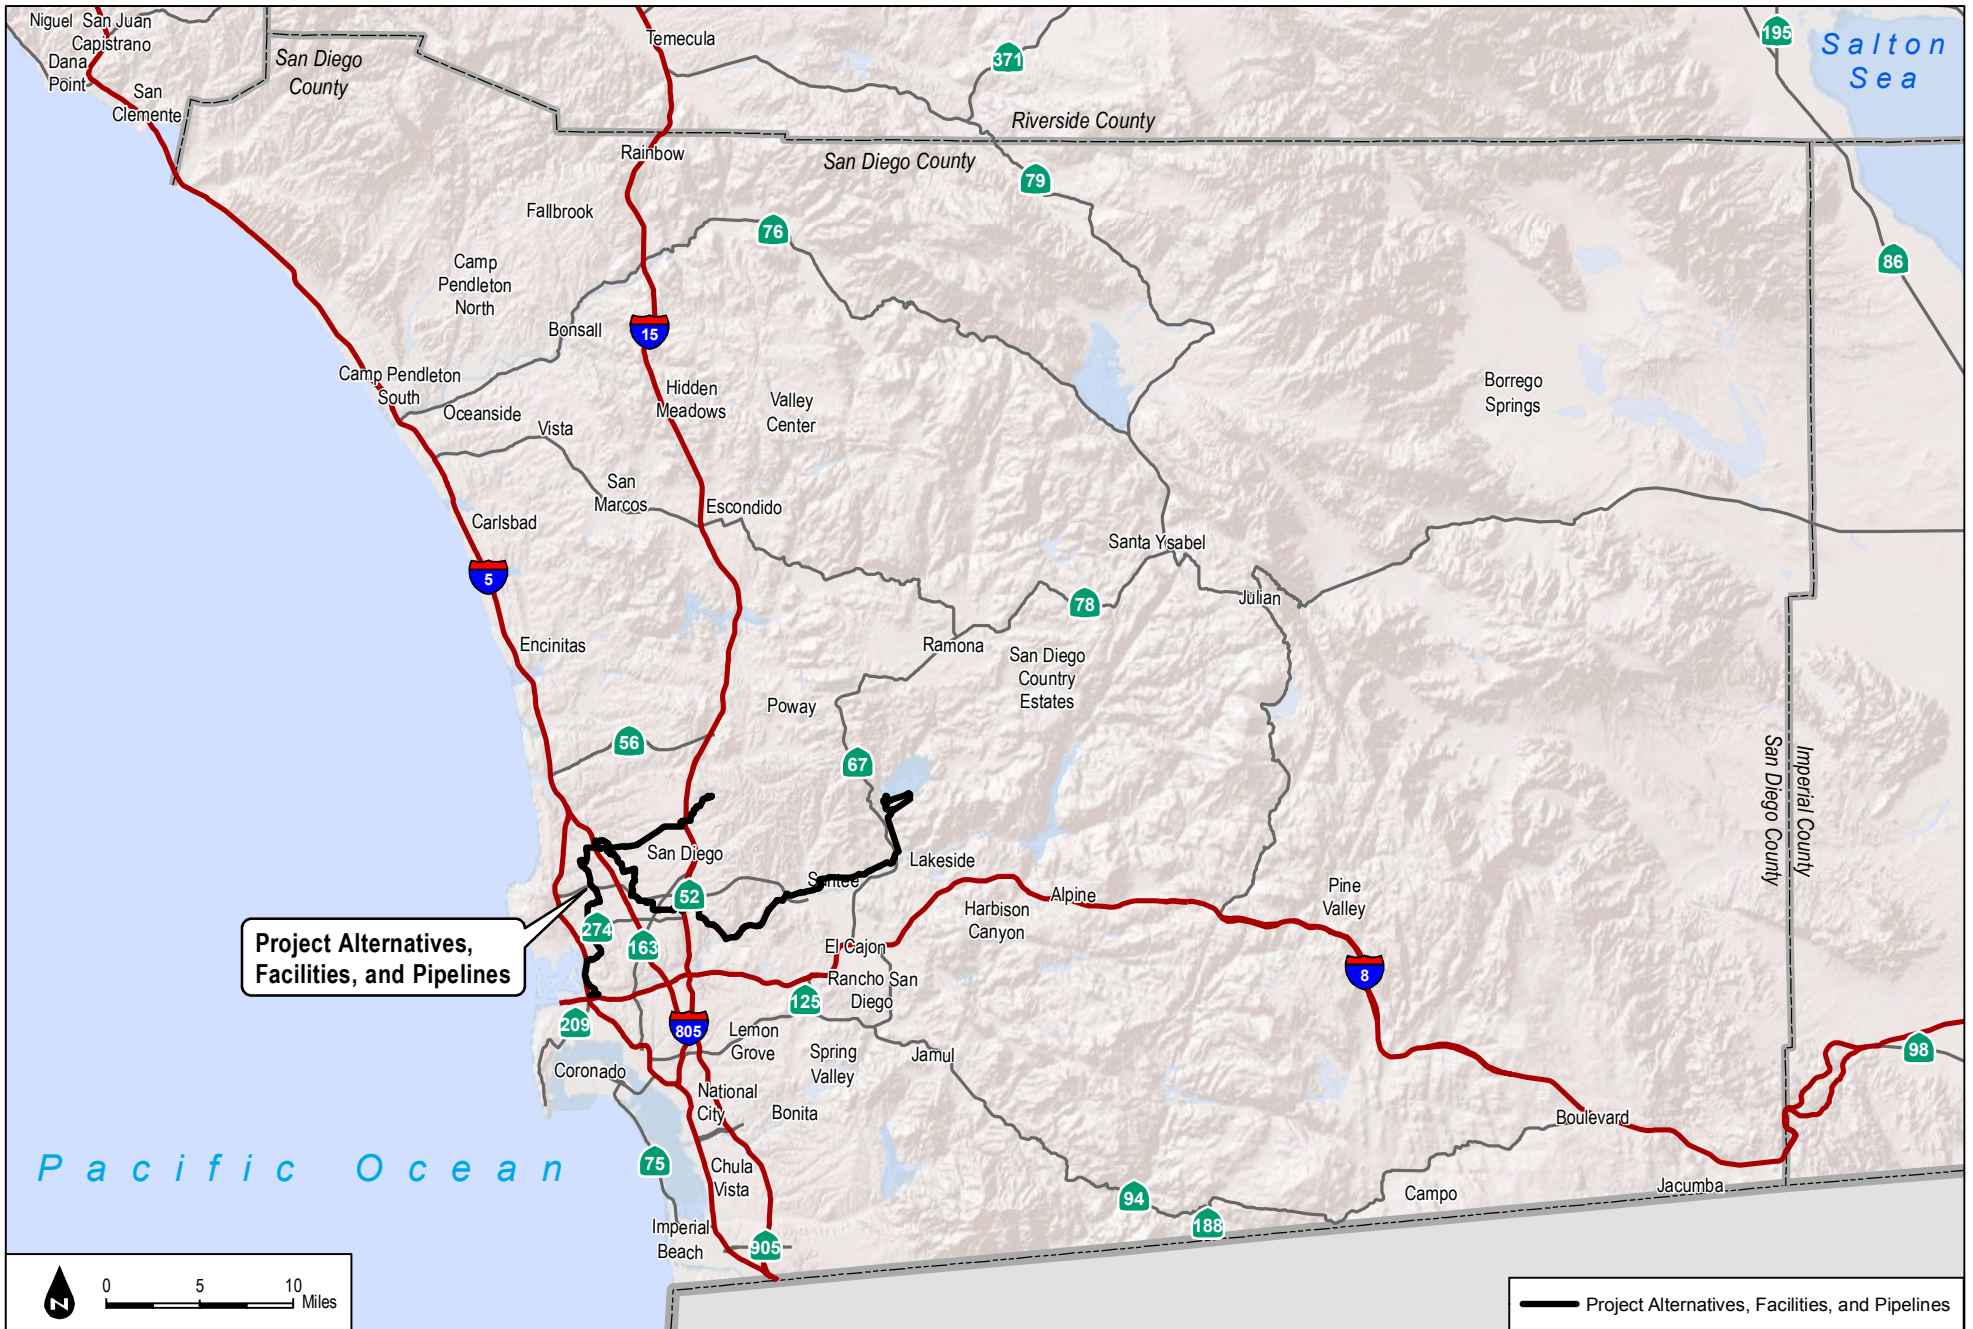 Niguel
San Juan
Capistrano
Dana
Point
San
Clemente
San Diego
County
Temecula
371
195
Salton
Sea
Riverside County
San Diego County
Rainbow
79
Fallbrook
76
86
Camp
Pendleton
North
Bonsall
15
Camp Pendleton
South
Oceanside
Vista
Hidden
Meadows
Valley
Center
Borrego
Springs
San
Marcos
Escondido
Carlsbad
5
Santa Ysabel
78
Julian
Encinitas
Ramona
San Diego
Country
Estates
Poway
56
67
San Diego County
Imperial County
San Diego
Lakeside
Santee
52
Alpine
Harbison
Canyon
Pine
Valley
274
163
El Cajon
Project Alternatives,
Facilities, and Pipelines
8
Rancho San
Diego
125
209
805
Lemon
Grove
Spring
Valley
Jamul
98
Coronado
National
City
Bonita
Boulevard
Pacific Ocean
75
Chula
Vista
94
188
Campo
Jacumba
Imperial
Beach
905
N
0 5 10
Miles
Project Alternatives, Facilities, and Pipelines